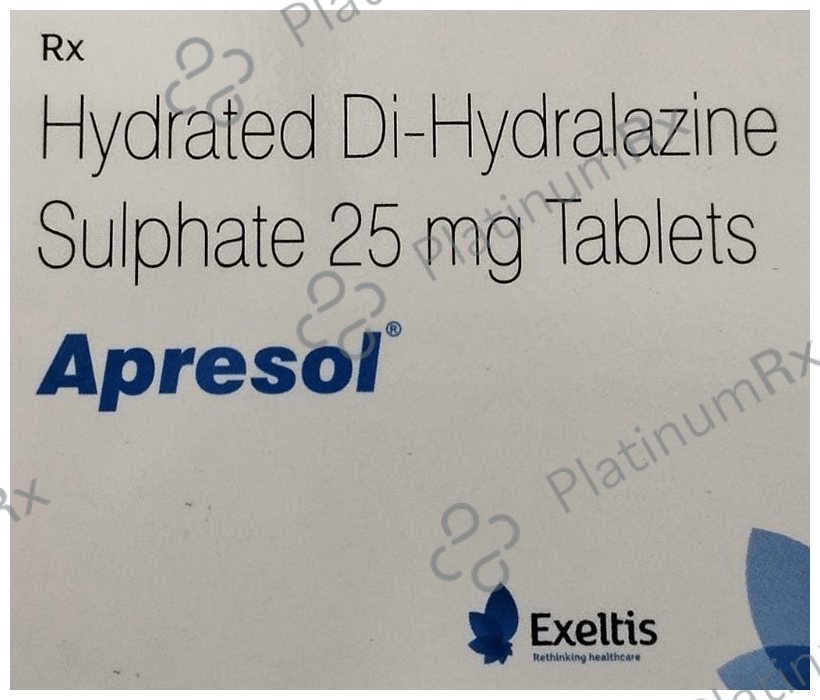 Rx
Hydrated Di-Hydralazine
Sulphate 25 mg Tablets
Apresol®
Exeltis
Rethinking healthcare
PlatinumRx
PlatinumRx